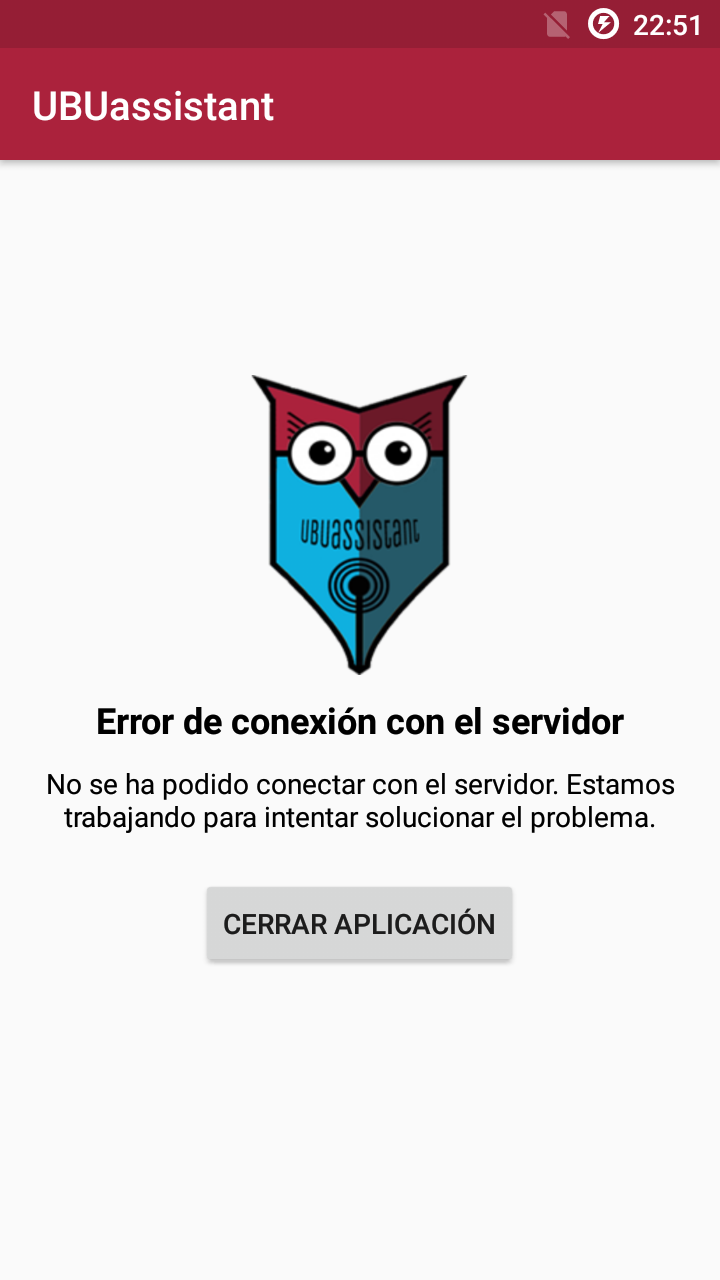 22:51
UBUassistant
UBUassistant
Error de conexión con el servidor
No se ha podido conectar con el servidor. Estamos
trabajando para intentar solucionar el problema.
CERRAR APLICACIÓN